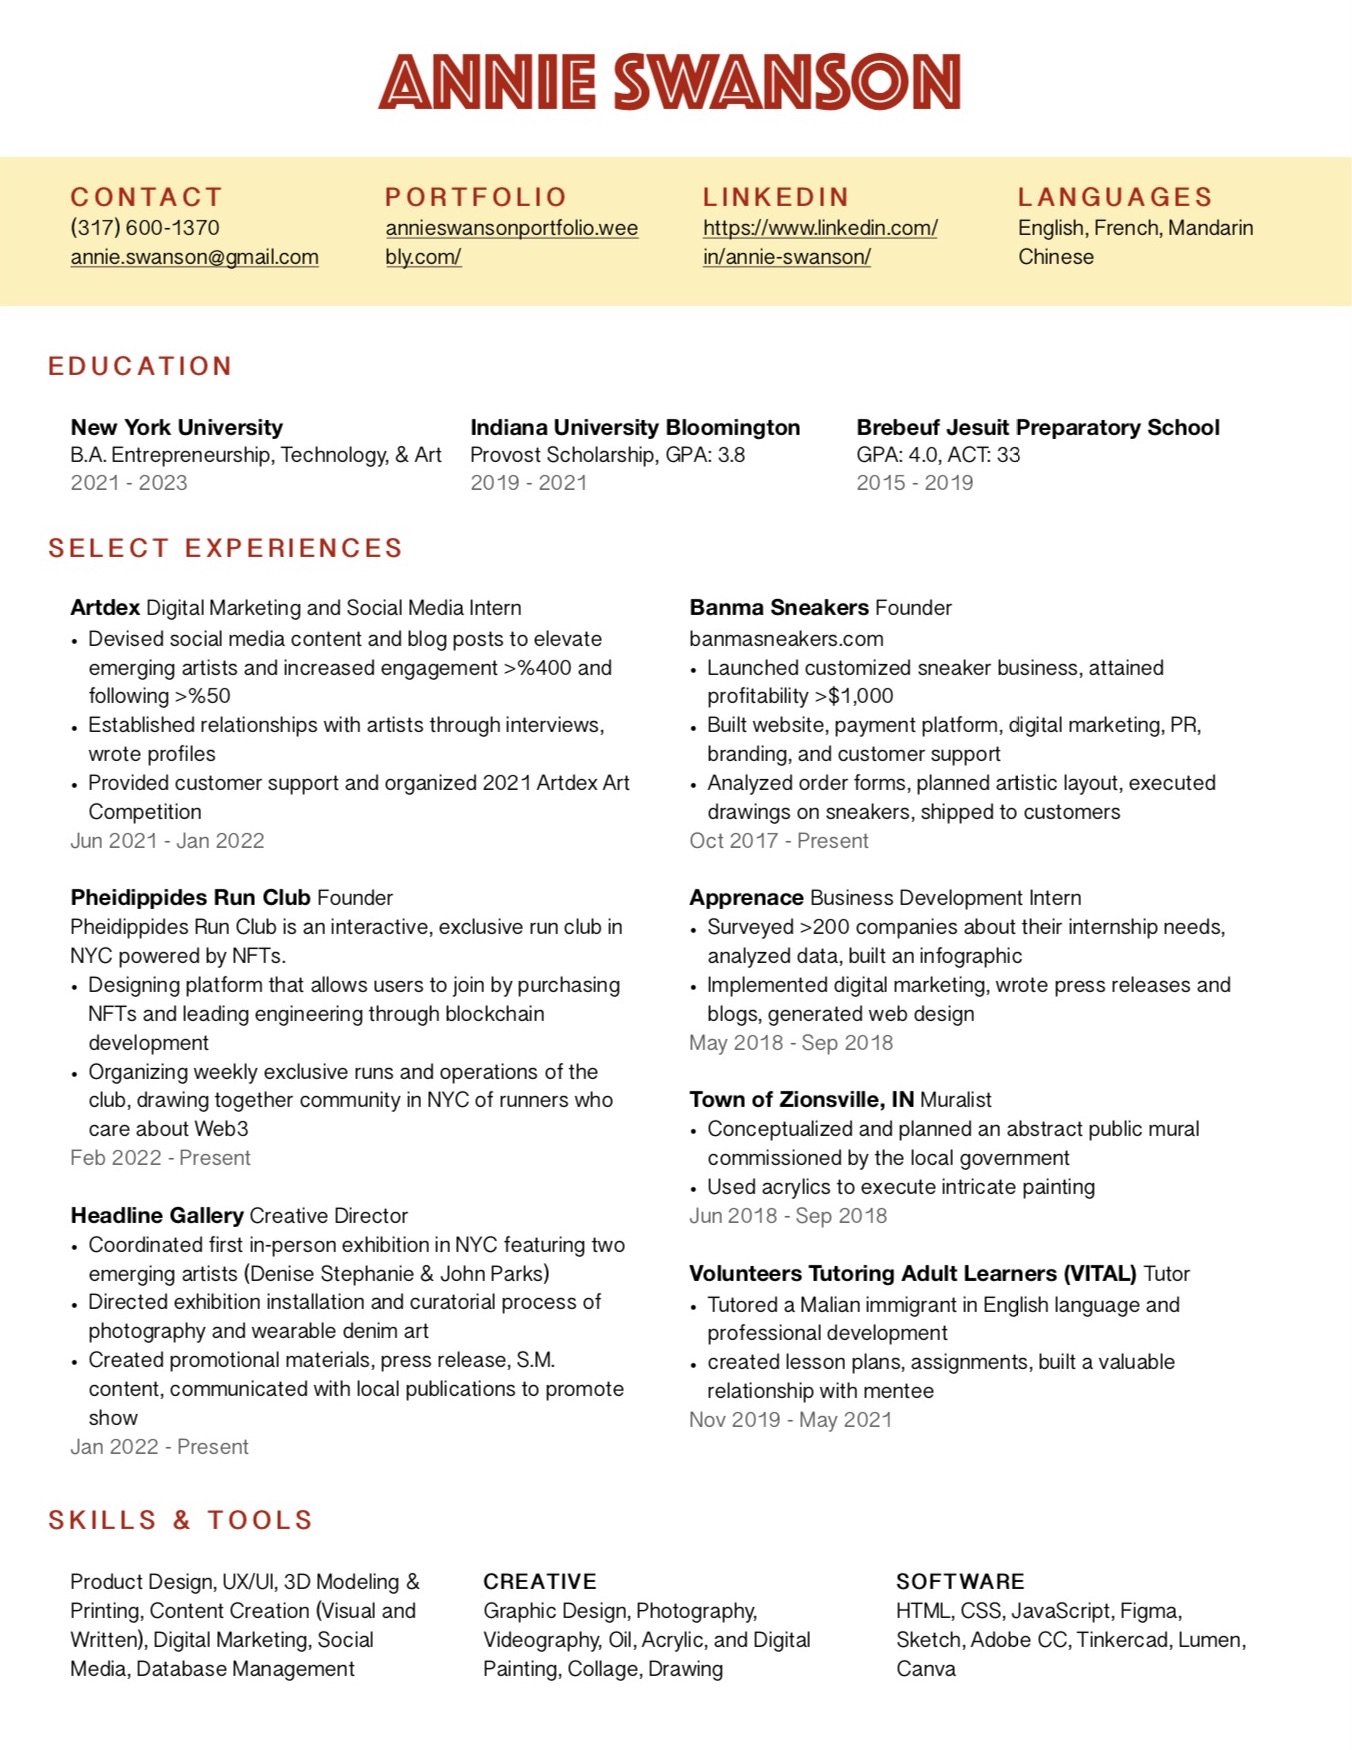 ANNIE SWANSON
CONTACT
(317) 600-1370
annie.swanson@gmail.com
PORTFOLIO
annieswansonportfolio.wee
bly.com/
LINKEDIN
https://www.linkedin.com/
in/annie-swanson/
LANGUAGES
English, French, Mandarin
Chinese
EDUCATION
New York University
B.A. Entrepreneurship, Technology, & Art
2021 - 2023
Indiana University Bloomington
Provost Scholarship, GPA: 3.8
2019 - 2021
Brebeuf Jesuit Preparatory School
GPA: 4.0, ACT: 33
2015 - 2019
SELECT EXPERIENCES
Artdex Digital Marketing and Social Media Intern
• Devised social media content and blog posts to elevate
emerging artists and increased engagement >%400 and
following >%50
• Established relationships with artists through interviews,
wrote profiles
• Provided customer support and organized 2021 Artdex Art
Competition
Jun 2021 - Jan 2022
Pheidippides Run Club Founder
Pheidippides Run Club is an interactive, exclusive run club in
NYC powered by NFTs.
• Designing platform that allows users to join by purchasing
NFTs and leading engineering through blockchain
development
• Organizing weekly exclusive runs and operations of the
club, drawing together community in NYC of runners who
care about Web3
Feb 2022 - Present
Headline Gallery Creative Director
• Coordinated first in-person exhibition in NYC featuring two
emerging artists (Denise Stephanie & John Parks)
• Directed exhibition installation and curatorial process of
photography and wearable denim art
• Created promotional materials, press release, S.M.
content, communicated with local publications to promote
show
Jan 2022 - Present
Banma Sneakers Founder
banmasneakers.com
• Launched customized sneaker business, attained
profitability >$1,000
• Built website, payment platform, digital marketing, PR,
branding, and customer support
• Analyzed order forms, planned artistic layout, executed
drawings on sneakers, shipped to customers
Oct 2017 - Present
Apprenace Business Development Intern
• Surveyed >200 companies about their internship needs,
analyzed data, built an infographic
• Implemented digital marketing, wrote press releases and
blogs, generated web design
May 2018 - Sep 2018
Town of Zionsville, IN Muralist
• Conceptualized and planned an abstract public mural
commissioned by the local government
• Used acrylics to execute intricate painting
Jun 2018 - Sep 2018
Volunteers Tutoring Adult Learners (VITAL) Tutor
• Tutored a Malian immigrant in English language and
professional development
• created lesson plans, assignments, built a valuable
relationship with mentee
Nov 2019 - May 2021
SKILLS & TOOLS
Product Design, UX/UI, 3D Modeling &
Printing, Content Creation (Visual and
Written), Digital Marketing, Social
Media, Database Management
CREATIVE
Graphic Design, Photography,
Videography, Oil, Acrylic, and Digital
Painting, Collage, Drawing
SOFTWARE
HTML, CSS, JavaScript, Figma,
Sketch, Adobe CC, Tinkercad, Lumen,
Canva